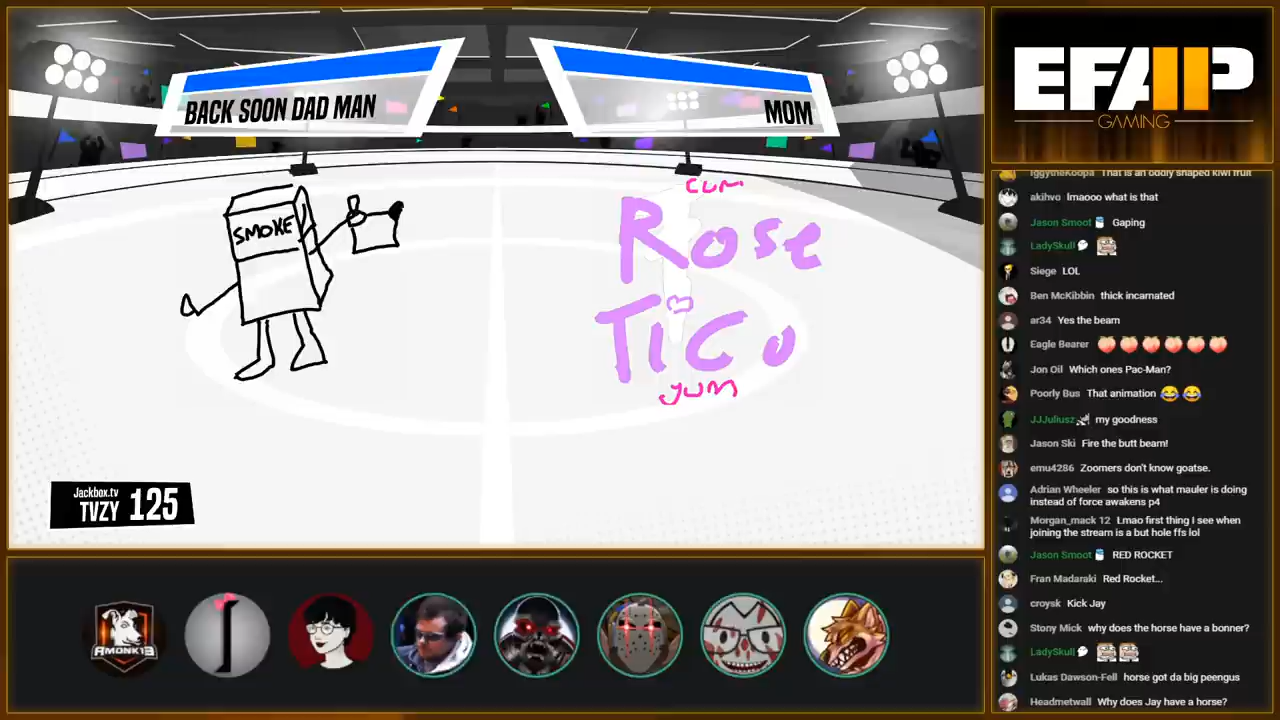 BACK SOON DAD MAN
MOM
SMOKE
CUM
ROSE
TICO
yum
Jackbox.tv
TVZY 125
EFAP
GAMING
AMONK13
IggytheKoopa That is an oddly shaped kiwi fruit
akihvo lmaooo what is that
Jason Smoot Gaping
LadySkull
Siege LOL
Ben McKibbin thick incarnated
ar34 Yes the beam
Eagle Bearer
Jon Oil Which ones Pac-Man?
Poorly Bus That animation
JJJuliusz my goodness
Jason Ski Fire the butt beam!
emu4286 Zoomers don't know goatse.
Adrian Wheeler so this is what mauler is doing
instead of force awakens p4
Morgan_mack 12 Lmao first thing I see when
joining the stream is a but hole ffs lol
Jason Smoot RED ROCKET
Fran Madaraki Red Rocket...
croysk Kick Jay
Stony Mick why does the horse have a bonner?
LadySkull
Lukas Dawson-Fell horse got da big peengus
Headmetwall Why does Jay have a horse?